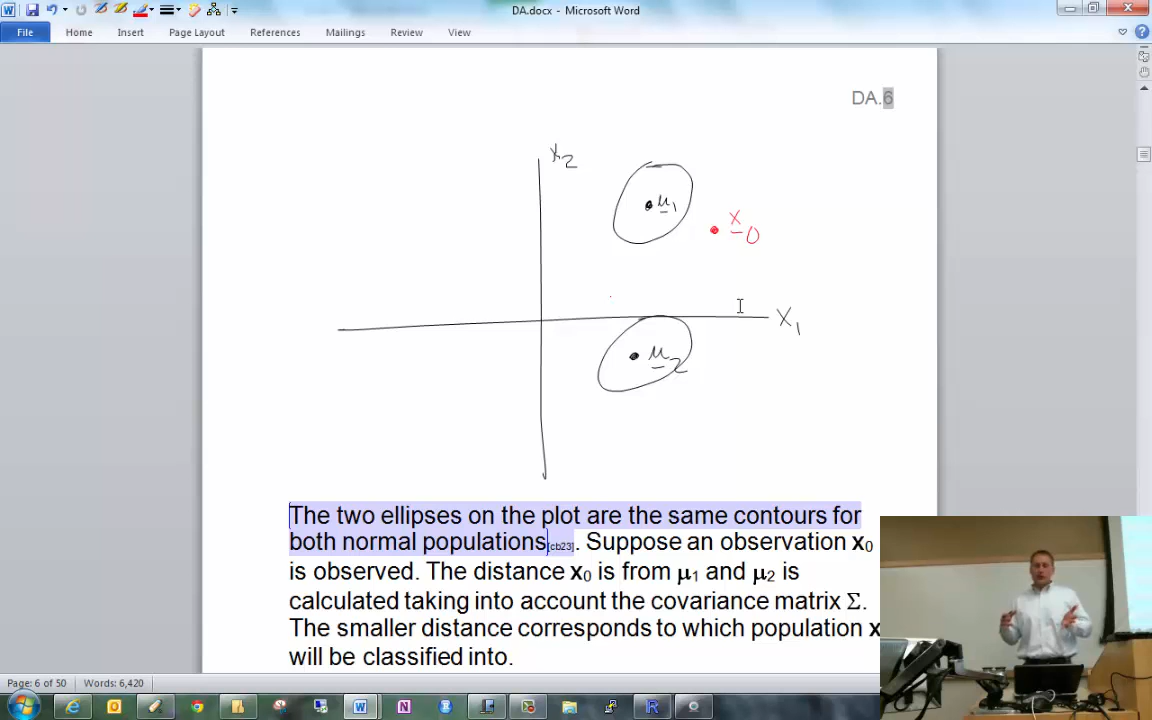 DA.docx - Microsoft Word
File Home Insert Page Layout References Mailings Review View
DA.6
x2
μ1
x0
x1
μ2
The two ellipses on the plot are the same contours for
both normal populations[cb23]. Suppose an observation x0
is observed. The distance x0 is from μ1 and μ2 is
calculated taking into account the covariance matrix Σ.
The smaller distance corresponds to which population x
will be classified into.
Page: 6 of 50 Words: 6,420